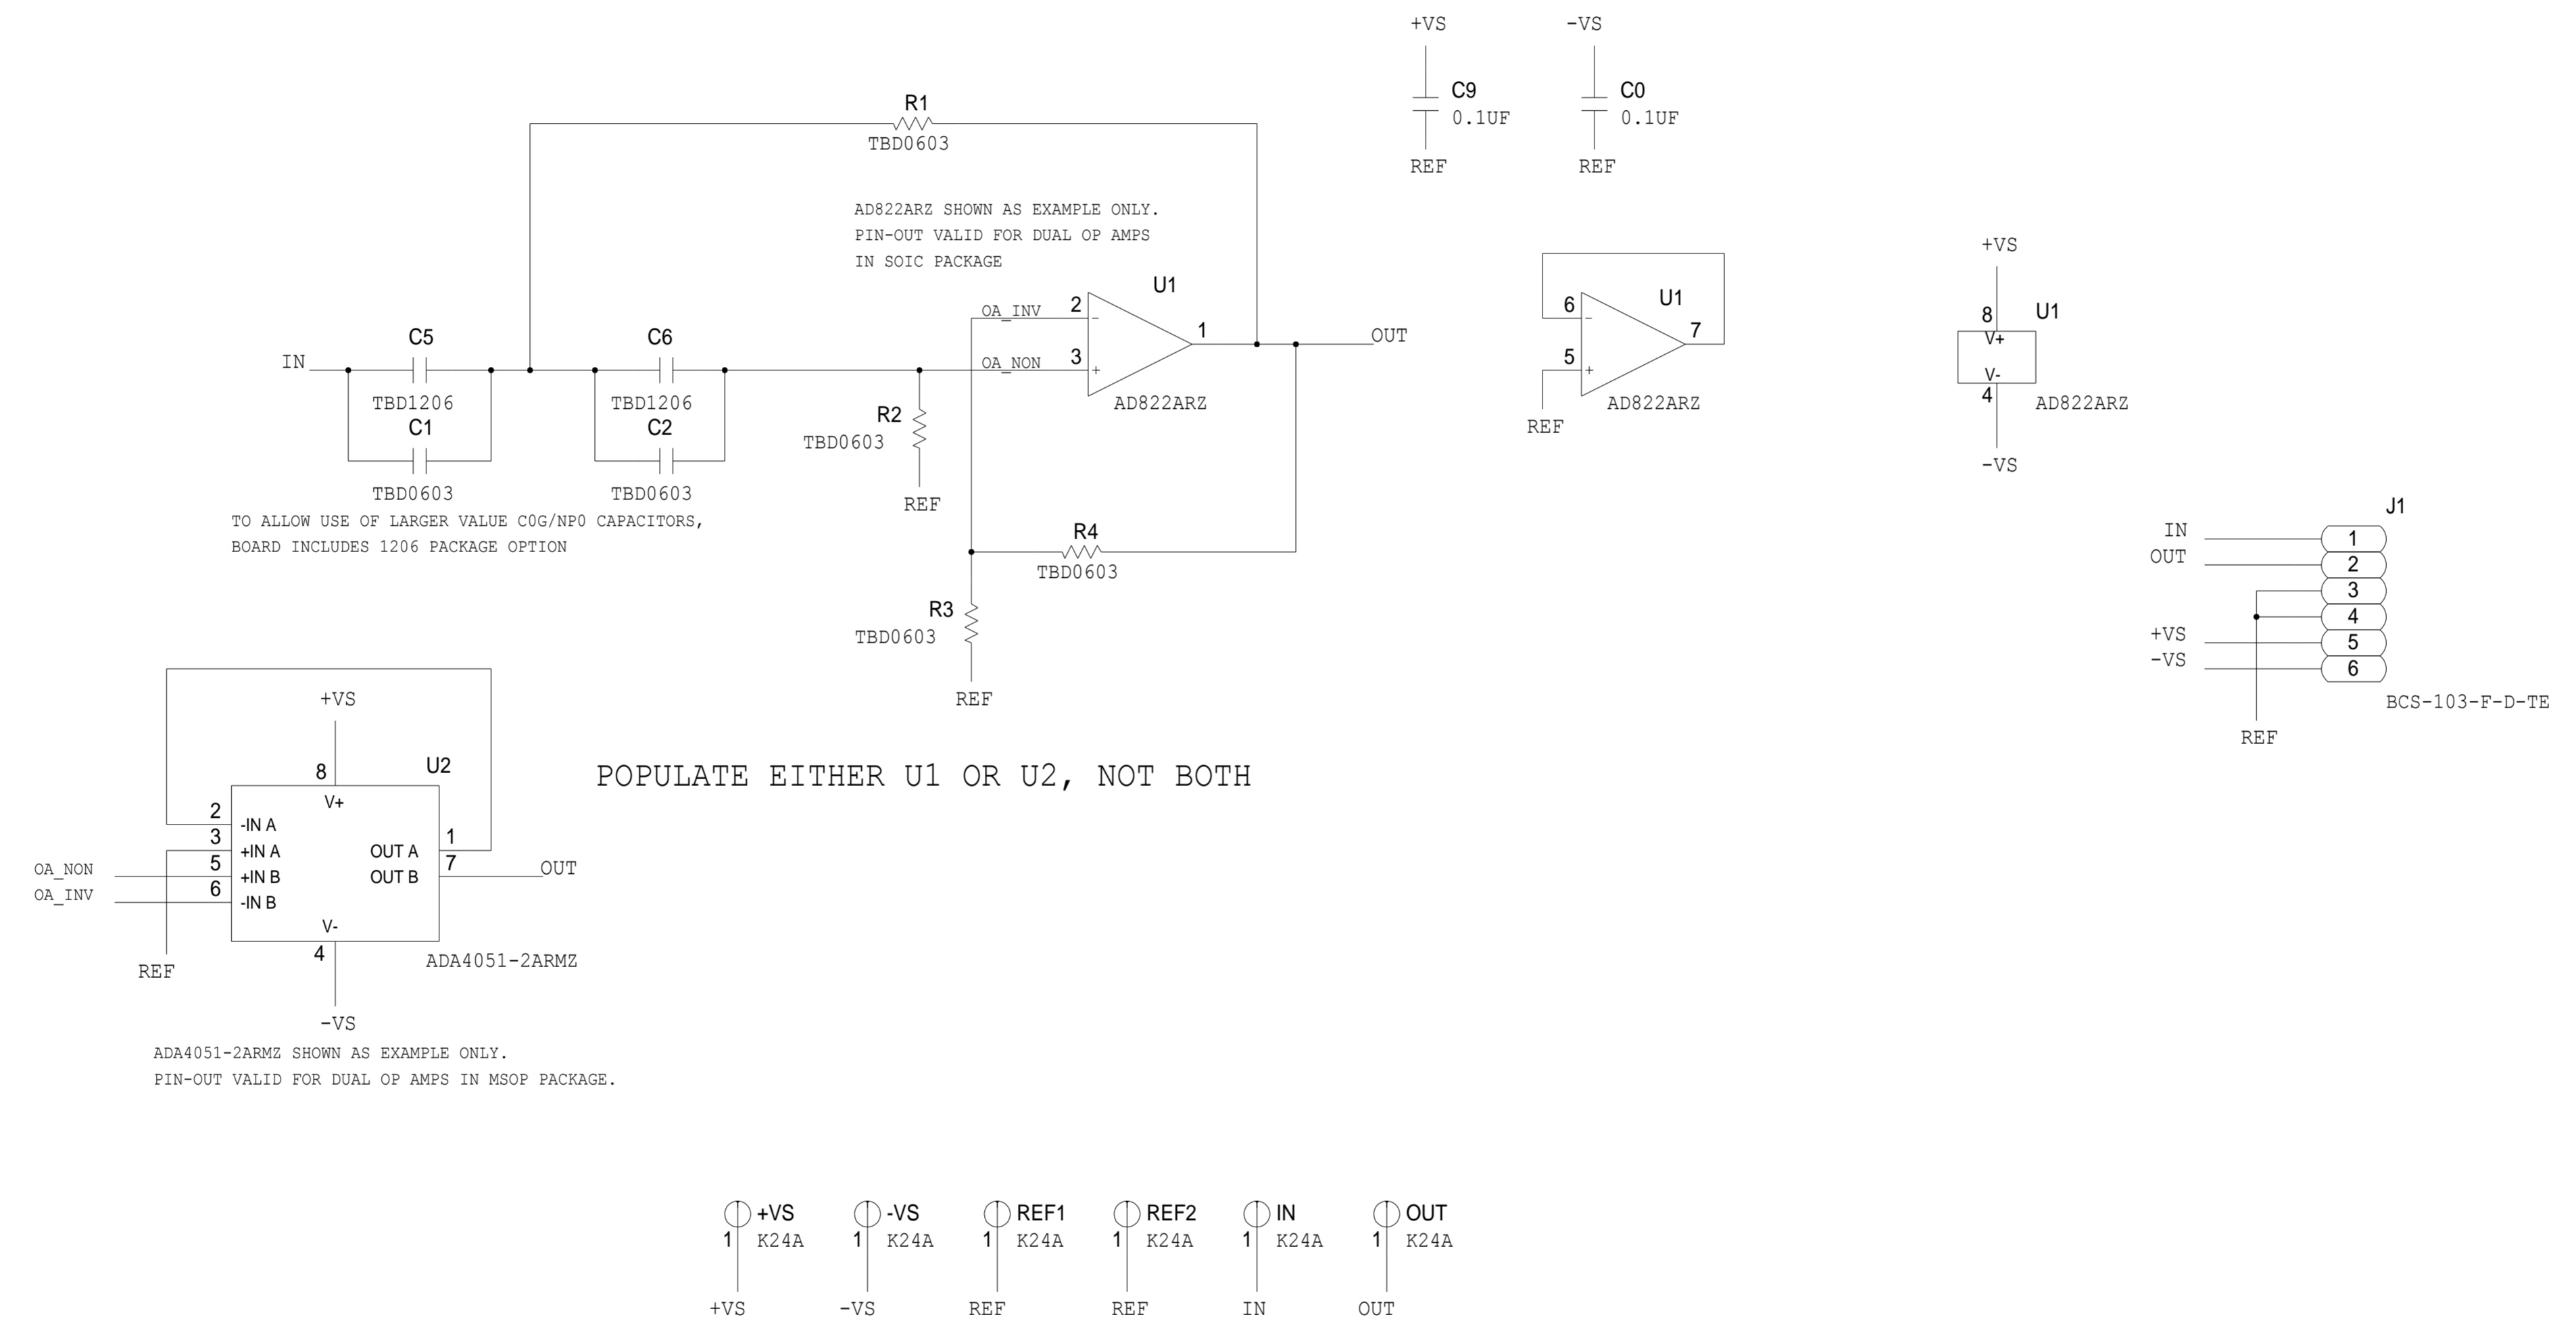 +VS
-VS
C9
0.1UF
C0
0.1UF
REF
REF
R1
TBD0603
AD822ARZ SHOWN AS EXAMPLE ONLY.
PIN-OUT VALID FOR DUAL OP AMPS
IN SOIC PACKAGE
IN
C5
TBD1206
C1
TBD0603
C6
TBD1206
C2
TBD0603
TO ALLOW USE OF LARGER VALUE C0G/NP0 CAPACITORS,
BOARD INCLUDES 1206 PACKAGE OPTION
R2
TBD0603
REF
OA_INV
OA_NON
2
3
-
+
U1
1
AD822ARZ
OUT
R4
TBD0603
R3
TBD0603
REF
6
5
-
+
U1
7
AD822ARZ
REF
+VS
8
U1
V+
V-
4
AD822ARZ
-VS
J1
IN
1
OUT
2
3
4
+VS
5
-VS
6
BCS-103-F-D-TE
REF
+VS
8
U2
V+
2
-IN A
3
+IN A
5
+IN B
6
-IN B
OUT A
1
OUT B
7
OA_NON
OA_INV
OUT
V-
4
REF
ADA4051-2ARMZ
-VS
ADA4051-2ARMZ SHOWN AS EXAMPLE ONLY.
PIN-OUT VALID FOR DUAL OP AMPS IN MSOP PACKAGE.
POPULATE EITHER U1 OR U2, NOT BOTH
+VS
1
K24A
+VS
-VS
1
K24A
-VS
REF1
1
K24A
REF
REF2
1
K24A
REF
IN
1
K24A
IN
OUT
1
K24A
OUT